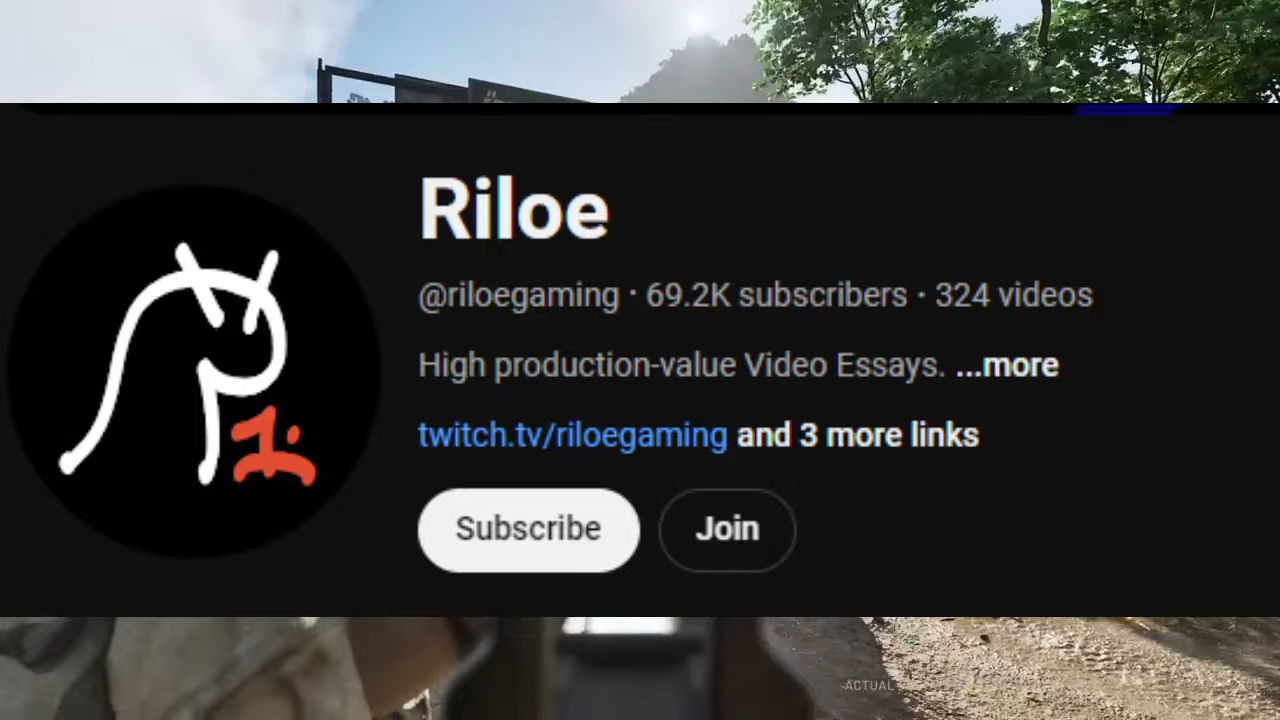 Riloe
@riloegaming · 69.2K subscribers · 324 videos
High production-value Video Essays. ...more
twitch.tv/riloegaming and 3 more links
Subscribe Join
ACTUAL